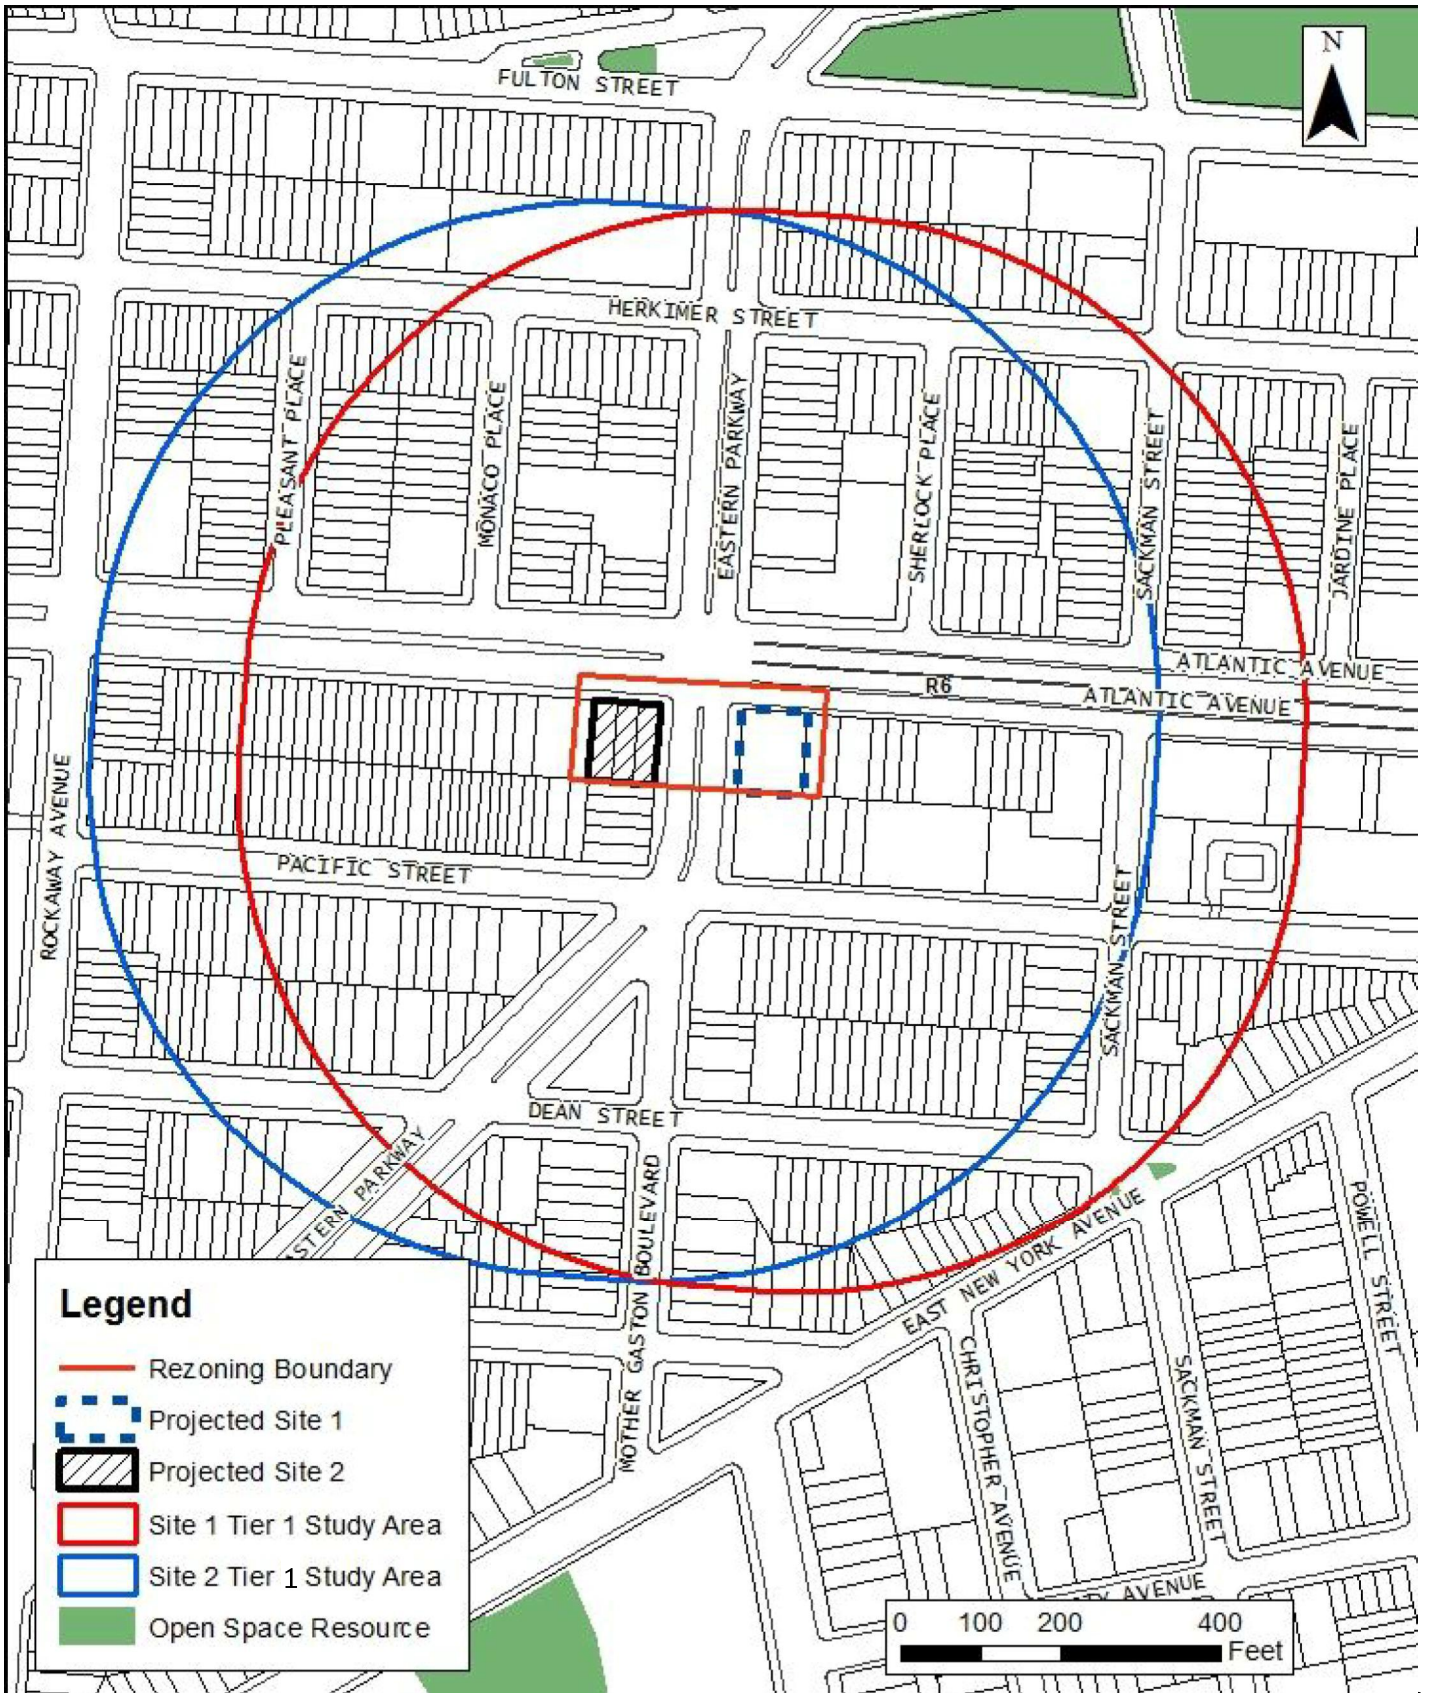 N
FULTON STREET
HERKIMER STREET
PLEASANT PLACE
MONACO PLACE
EASTERN PARKWAY
SHERLOCK PLACE
SACKMAN STREET
JARDINE PLACE
ATLANTIC AVENUE
R6
ATLANTIC AVENUE
ROCKAWAY AVENUE
PACIFIC STREET
SACKMAN STREET
DEAN STREET
ASTERN PARKWAY
MOTHER GASTON BOULEVARD
EAST NEW YORK AVENUE
POWELL STREET
CHRISTOPHER AVENUE
SACKMAN STREET
AVENUE
Legend
Rezoning Boundary
Projected Site 1
Projected Site 2
Site 1 Tier 1 Study Area
Site 2 Tier 1 Study Area
Open Space Resource
0 100 200 400
Feet